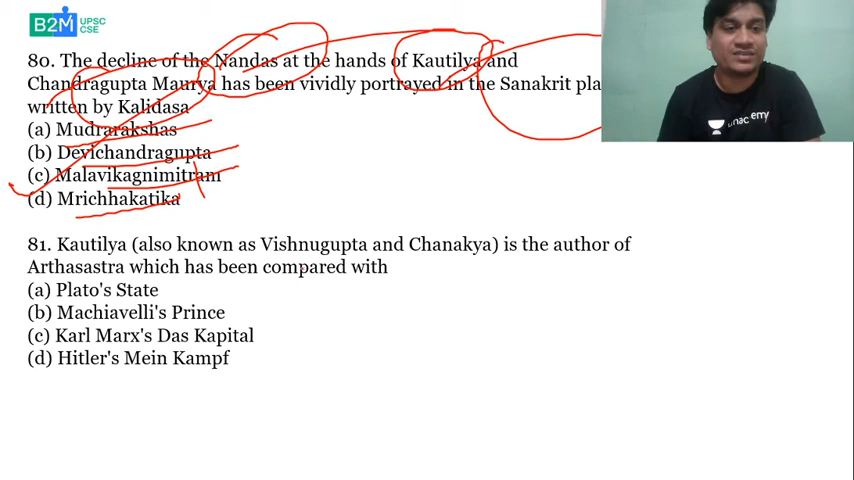 B2M UPSC
CSE
80. The decline of the Nandas at the hands of Kautilya and
Chandragupta Maurya has been vividly portrayed in the Sanakrit pla
written by Kalidasa
(a) Mudrarakshas
(b) Devichandragupta
(c) Malavikagnimitram
(d) Mrichhakatika
81. Kautilya (also known as Vishnugupta and Chanakya) is the author of
Arthasastra which has been compared with
(a) Plato's State
(b) Machiavelli's Prince
(c) Karl Marx's Das Kapital
(d) Hitler's Mein Kampf
unacademy